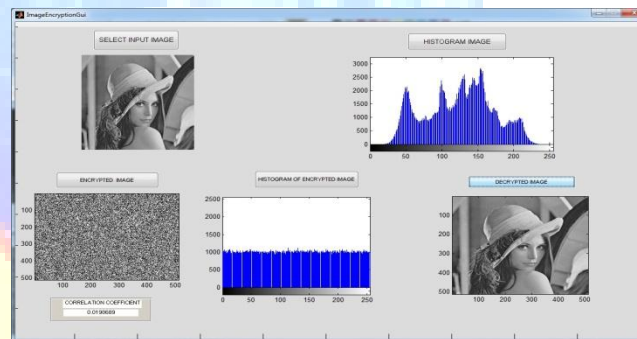 ImageEncryptionGui
SELECT INPUT IMAGE
HISTOGRAM IMAGE
3000
2500
2000
1500
1000
500
0
0 50 100 150 200 250
ENCRYPTED IMAGE
HISTOGRAM OF ENCRYPTED IMAGE
DECRYPTED IMAGE
100
200
300
400
500
100 200 300 400 500
2500
2000
1500
1000
500
0
0 50 100 150 200 250
100
200
300
400
500
100 200 300 400 500
CORRELATION COEFFICIENT